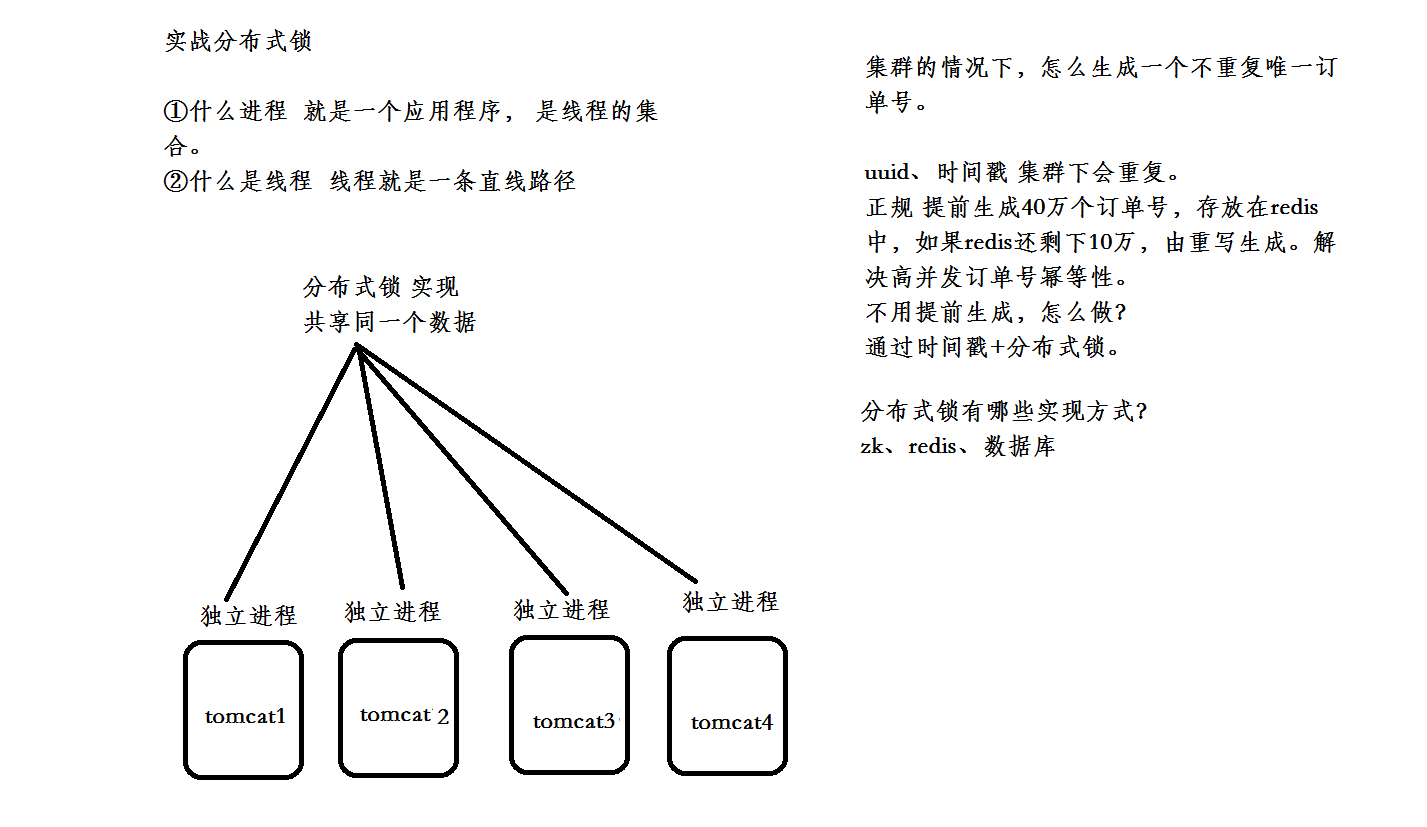 实战分布式锁
①什么进程 就是一个应用程序， 是线程的集
合。
②什么是线程 线程就是一条直线路径
分布式锁 实现
共享同一个数据
独立进程
独立进程
独立进程
独立进程
tomcat1
tomcat 2
tomcat3
tomcat4
集群的情况下，怎么生成一个不重复唯一订
单号。
uuid、时间戳 集群下会重复。
正规 提前生成40万个订单号，存放在redis
中，如果redis还剩下10万，由重写生成。解
决高并发订单号幂等性。
不用提前生成，怎么做?
通过时间戳+分布式锁。
分布式锁有哪些实现方式?
zk、redis、数据库